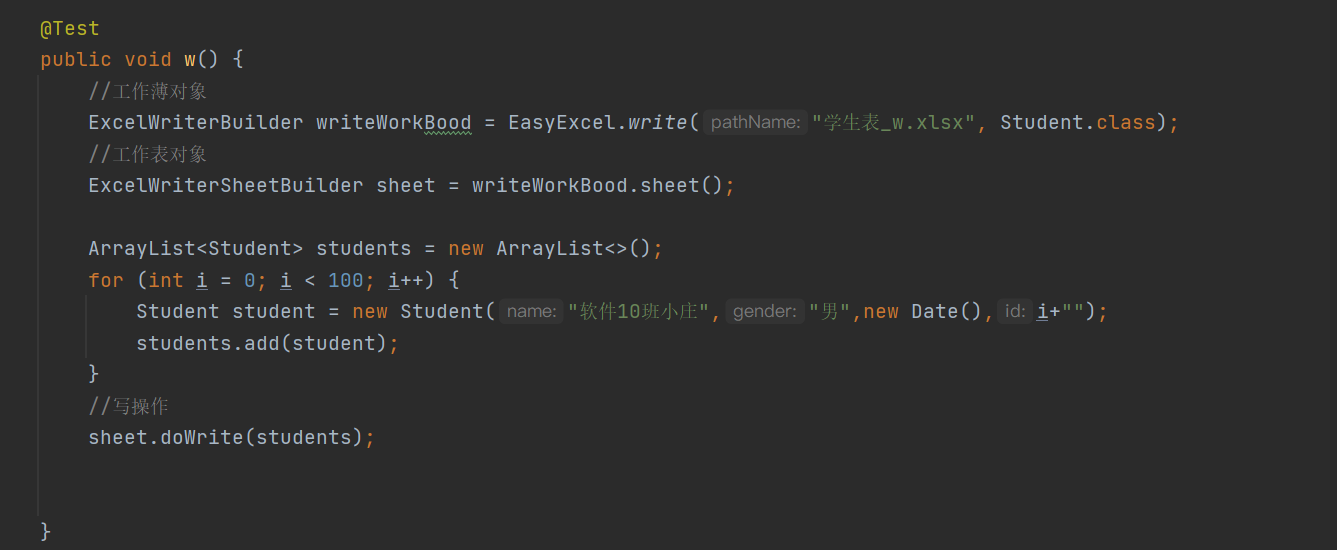 @Test
public void w() {
//工作薄对象
ExcelWriterBuilder writeWorkBood = EasyExcel.write( pathName: "学生表_w.xlsx", Student.class);
//工作表对象
ExcelWriterSheetBuilder sheet = writeWorkBood.sheet();
ArrayList<Student> students = new ArrayList<>();
for (int i = 0; i < 100; i++) {
Student student = new Student( name: "软件10班小庄", gender: "男",new Date(), id: i+"");
students.add(student);
}
//写操作
sheet.doWrite(students);
}